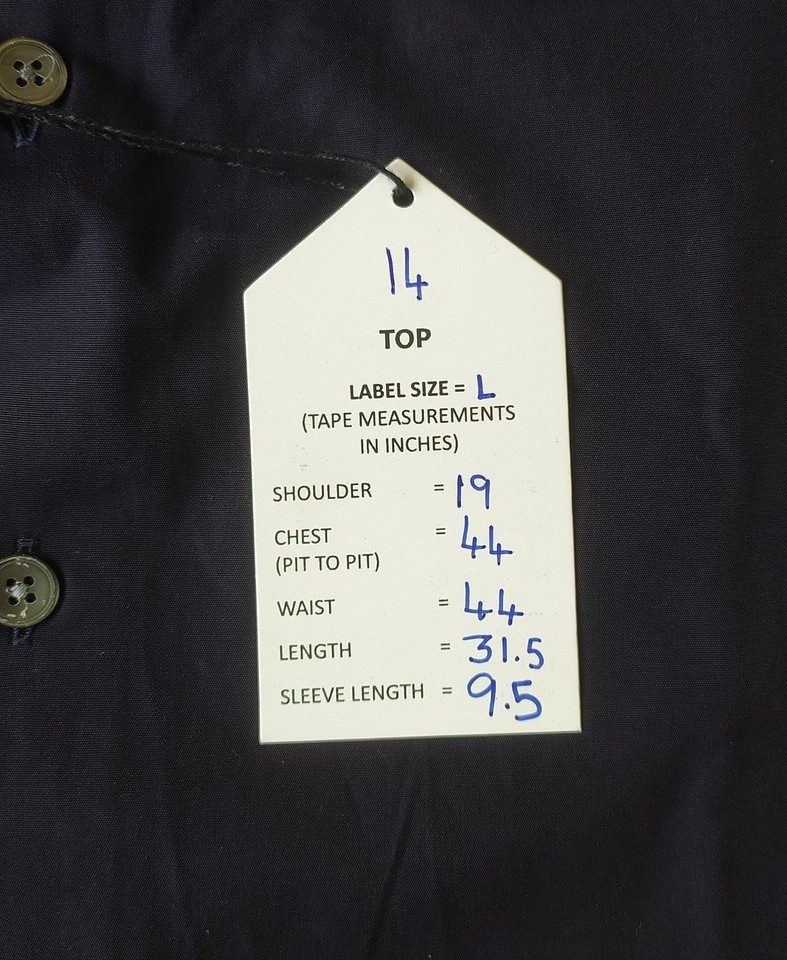 14
TOP
LABEL SIZE = L
(TAPE MEASUREMENTS
IN INCHES)
SHOULDER = 19
CHEST = 44
(PIT TO PIT)
WAIST = 44
LENGTH = 31.5
SLEEVE LENGTH = 9.5